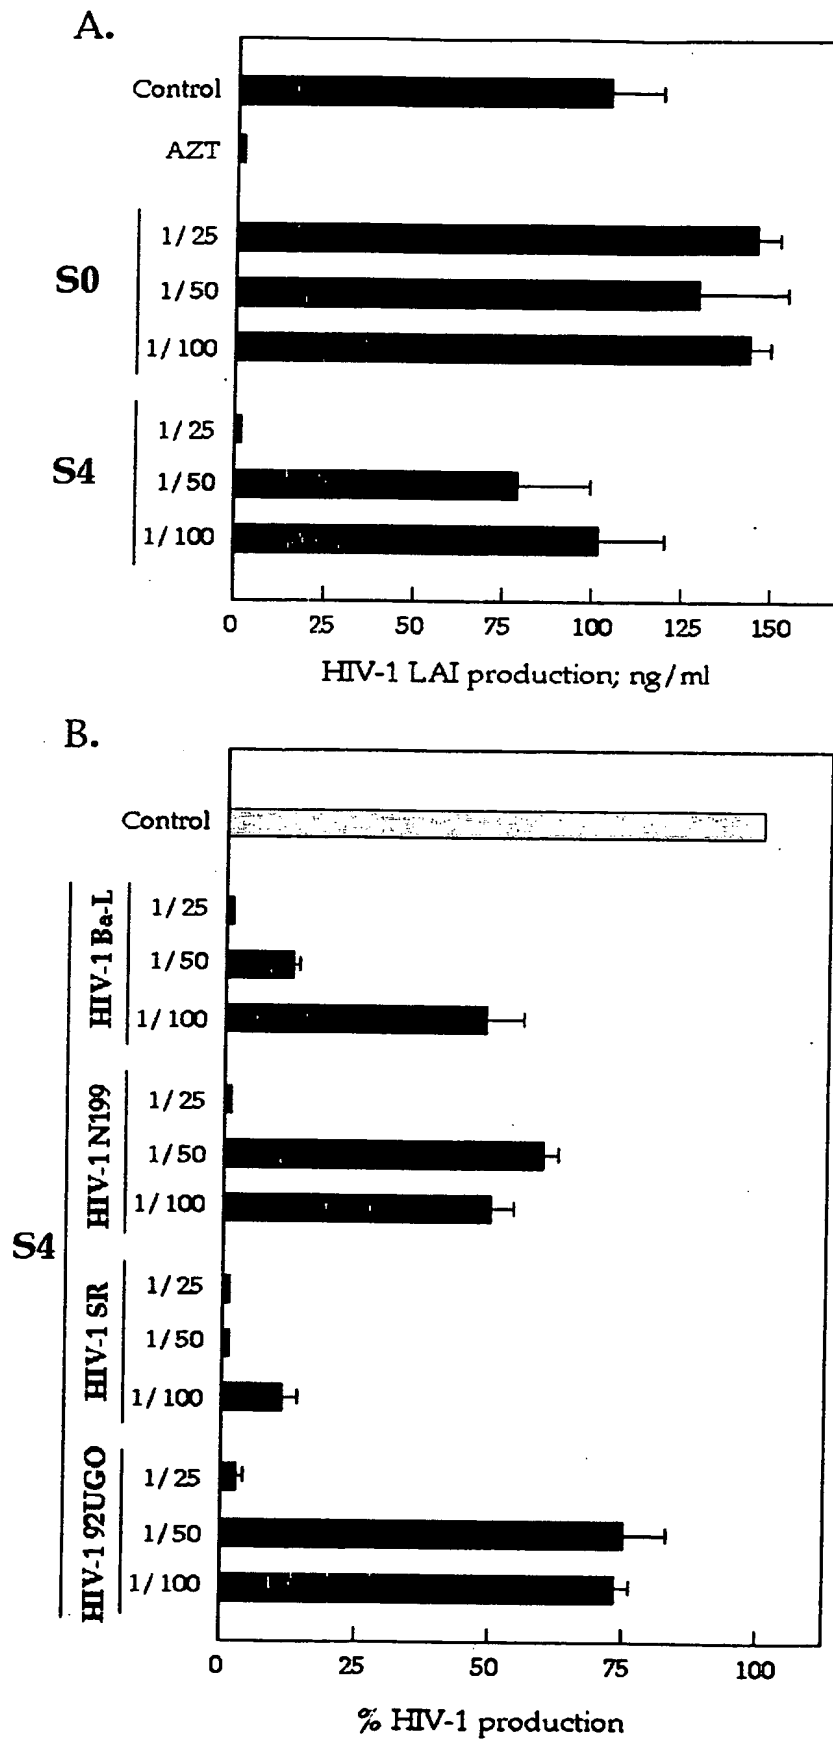 A.
Control
AZT
S0
1/25
1/50
1/100
S4
1/25
1/50
1/100
0 25 50 75 100 125 150
HIV-1 LAI production; ng/ml
B.
Control
S4
HIV-1 Ba-L
1/25
1/50
1/100
HIV-1 N199
1/25
1/50
1/100
HIV-1 SR
1/25
1/50
1/100
HIV-1 92UGO
1/25
1/50
1/100
0 25 50 75 100
% HIV-1 production